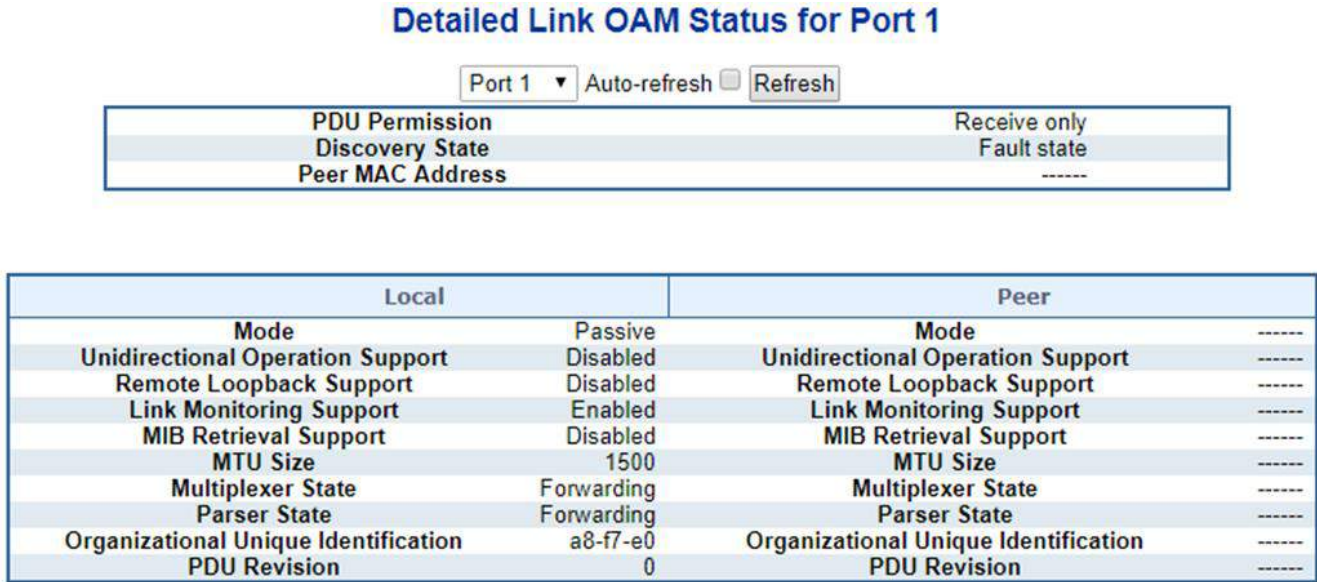 Detailed Link OAM Status for Port 1
Port 1 ▼ Auto-refresh Refresh
PDU Permission Receive only
Discovery State Fault state
Peer MAC Address ------
Local Peer
Mode Passive Mode ------
Unidirectional Operation Support Disabled Unidirectional Operation Support ------
Remote Loopback Support Disabled Remote Loopback Support ------
Link Monitoring Support Enabled Link Monitoring Support ------
MIB Retrieval Support Disabled MIB Retrieval Support ------
MTU Size 1500 MTU Size ------
Multiplexer State Forwarding Multiplexer State ------
Parser State Forwarding Parser State ------
Organizational Unique Identification a8-f7-e0 Organizational Unique Identification ------
PDU Revision 0 PDU Revision ------